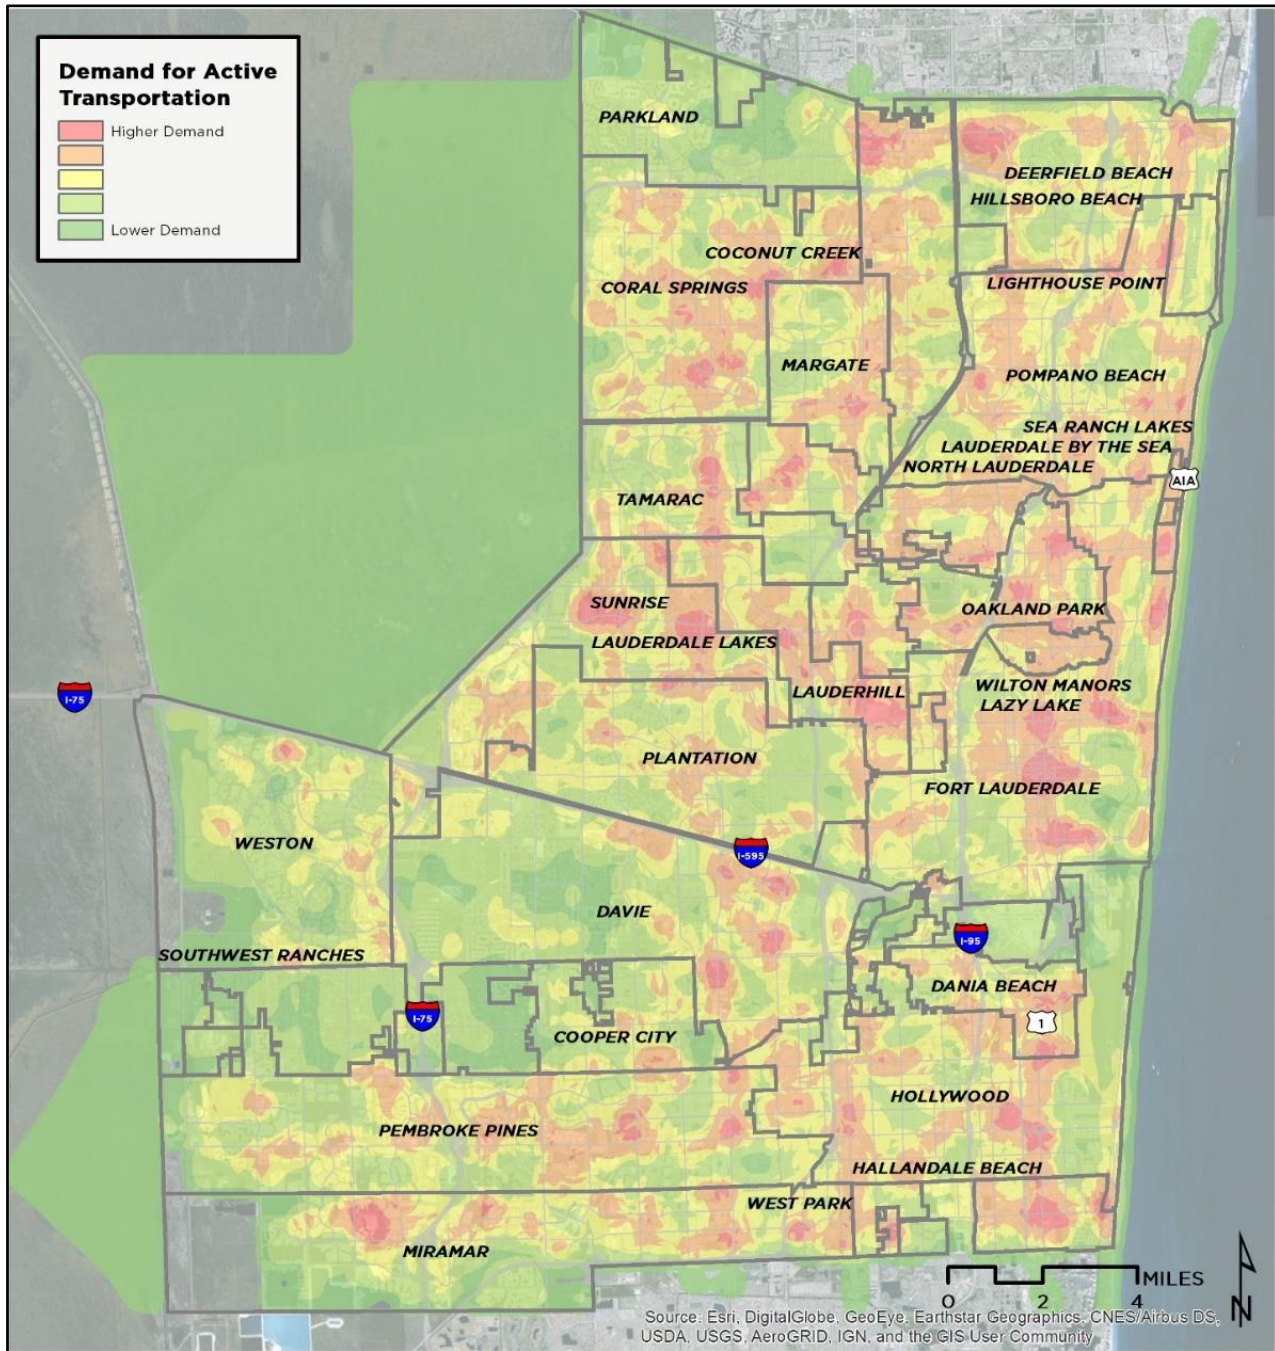 Demand for Active
Transportation
Higher Demand
Lower Demand
PARKLAND
DEERFIELD BEACH
HILLSBORO BEACH
COCONUT CREEK
CORAL SPRINGS
LIGHTHOUSE POINT
MARGATE
POMPANO BEACH
SEA RANCH LAKES
LAUDERDALE BY THE SEA
NORTH LAUDERDALE
A1A
TAMARAC
SUNRISE
OAKLAND PARK
LAUDERDALE LAKES
LAUDERHILL
WILTON MANORS
LAZY LAKE
I-75
PLANTATION
FORT LAUDERDALE
WESTON
I-595
DAVIE
I-95
SOUTHWEST RANCHES
DANIA BEACH
I-75
1
COOPER CITY
HOLLYWOOD
PEMBROKE PINES
HALLANDALE BEACH
WEST PARK
MIRAMAR
MILES
0 2 4
N
Source: Esri, DigitalGlobe, GeoEye, Earthstar Geographics, CNES/Airbus DS,
USDA, USGS, AeroGRID, IGN, and the GIS User Community